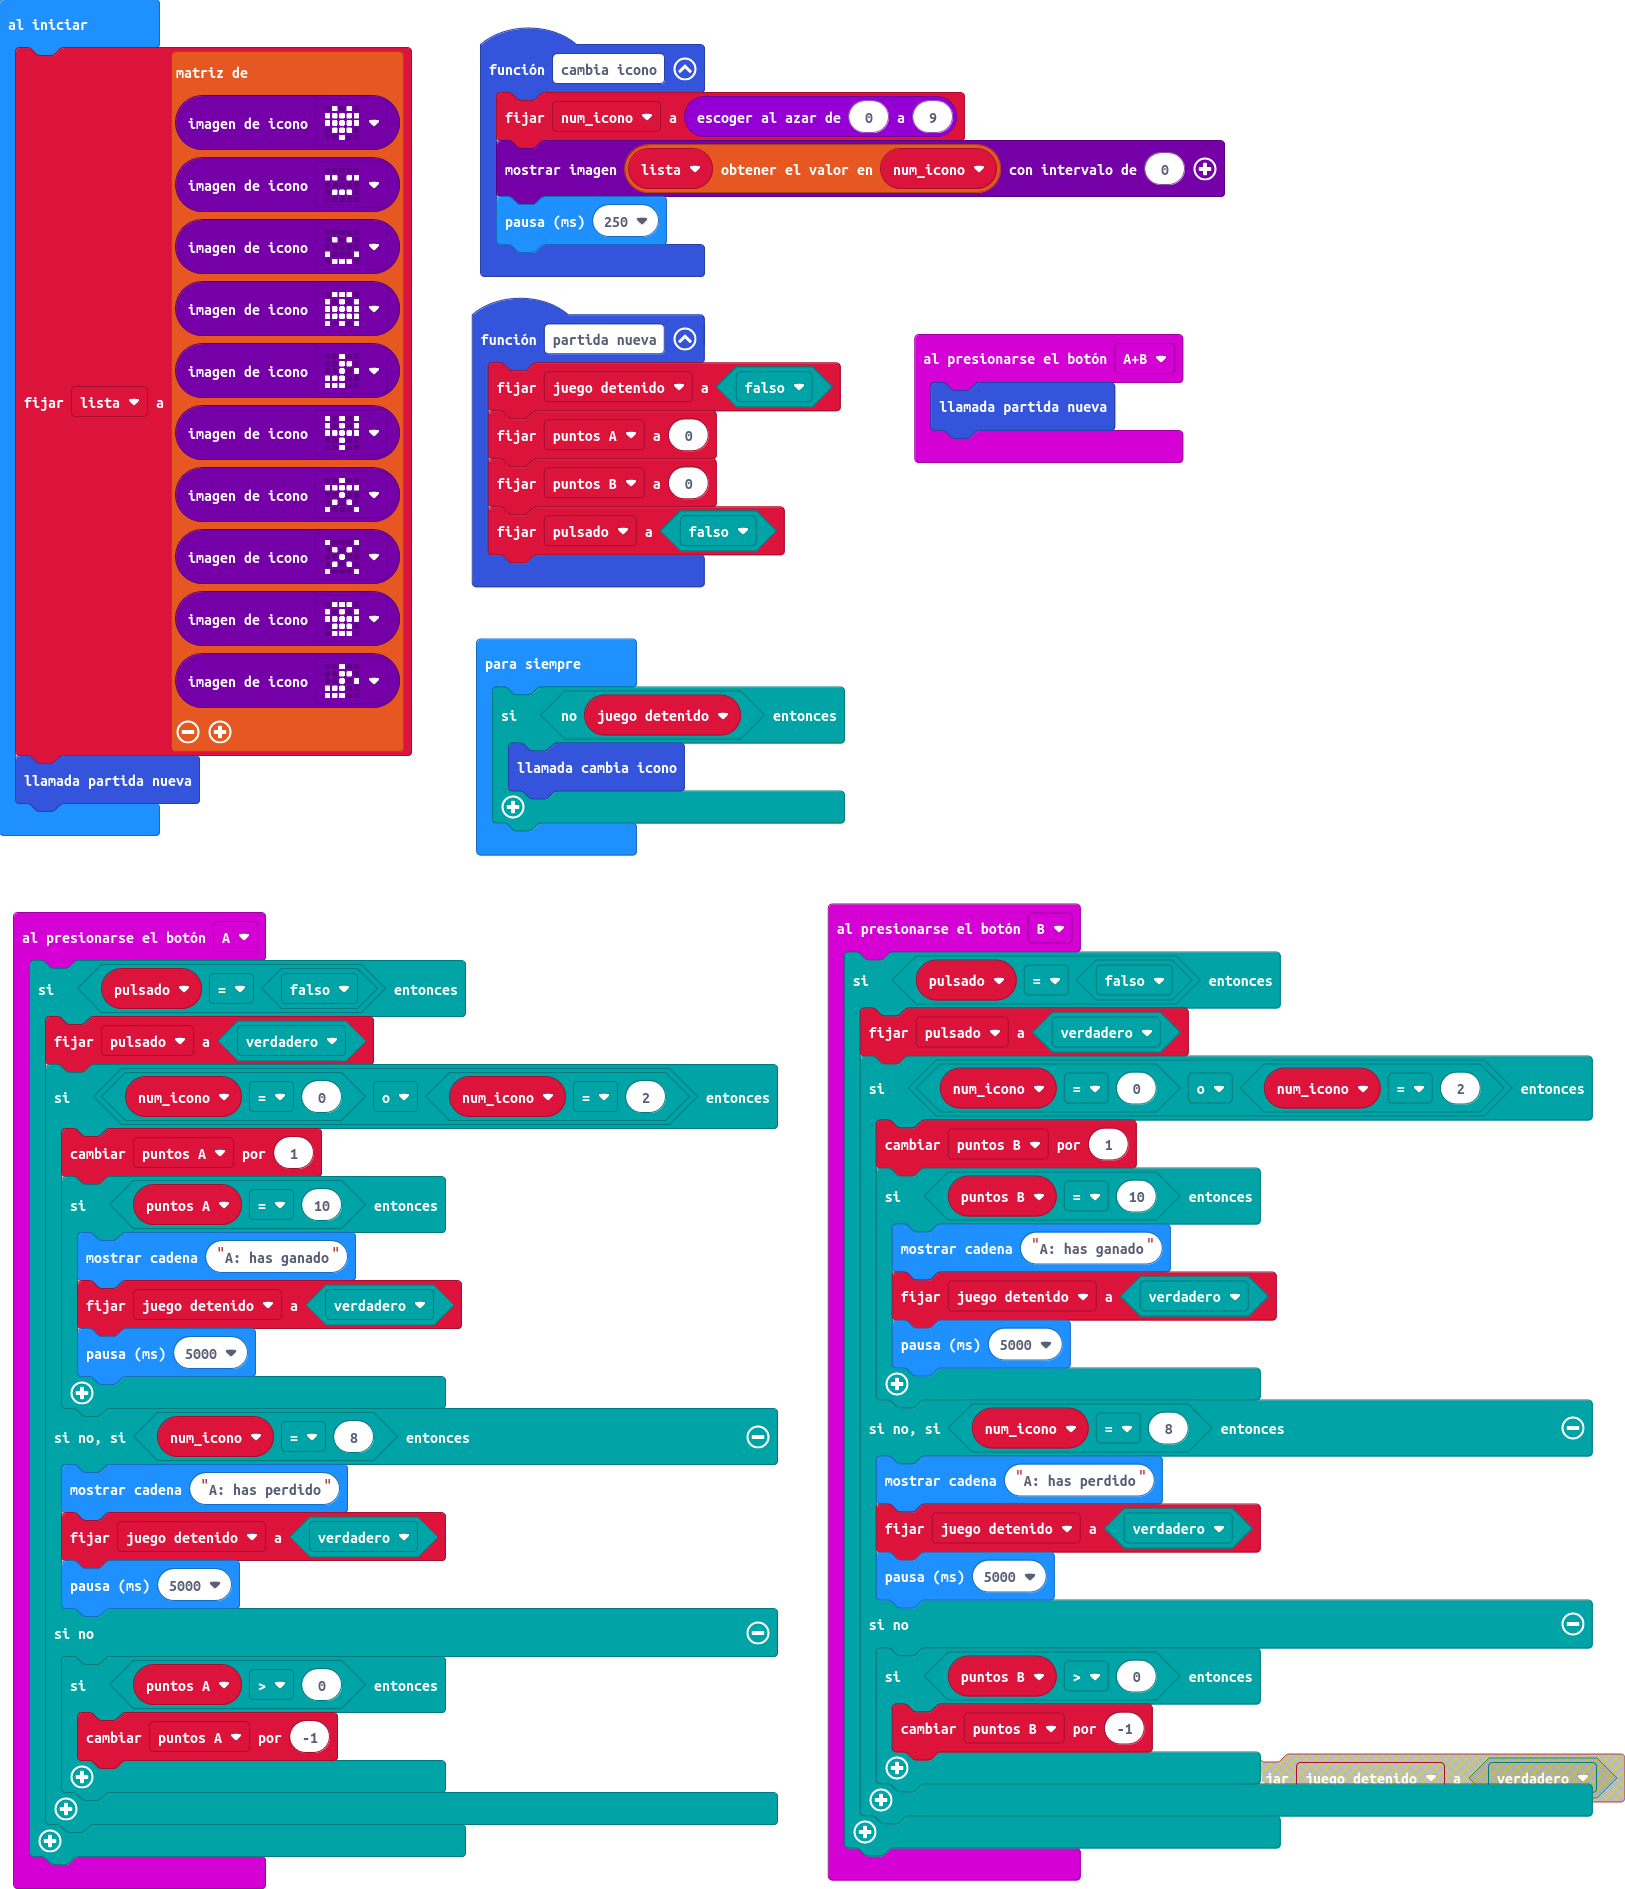 al iniciar
fijar lista a
matriz de
imagen de icono
imagen de icono
imagen de icono
imagen de icono
imagen de icono
imagen de icono
imagen de icono
imagen de icono
imagen de icono
imagen de icono
llamada partida nueva
función cambia icono
fijar num_icono a escoger al azar de 0 a 9
mostrar imagen lista obtener el valor en num_icono con intervalo de 0
pausa (ms) 250
función partida nueva
fijar juego detenido a falso
fijar puntos A a 0
fijar puntos B a 0
fijar pulsado a falso
al presionarse el botón A+B
llamada partida nueva
para siempre
si no juego detenido entonces
llamada cambia icono
al presionarse el botón A
si pulsado = falso entonces
fijar pulsado a verdadero
si num_icono = 0 o num_icono = 2 entonces
cambiar puntos A por 1
si puntos A = 10 entonces
mostrar cadena "A: has ganado"
fijar juego detenido a verdadero
pausa (ms) 5000
si no, si num_icono = 8 entonces
mostrar cadena "A: has perdido"
fijar juego detenido a verdadero
pausa (ms) 5000
si no
si puntos A > 0 entonces
cambiar puntos A por -1
al presionarse el botón B
si pulsado = falso entonces
fijar pulsado a verdadero
si num_icono = 0 o num_icono = 2 entonces
cambiar puntos B por 1
si puntos B = 10 entonces
mostrar cadena "A: has ganado"
fijar juego detenido a verdadero
pausa (ms) 5000
si no, si num_icono = 8 entonces
mostrar cadena "A: has perdido"
fijar juego detenido a verdadero
pausa (ms) 5000
si no
si puntos B > 0 entonces
cambiar puntos B por -1
juego detenido a verdadero